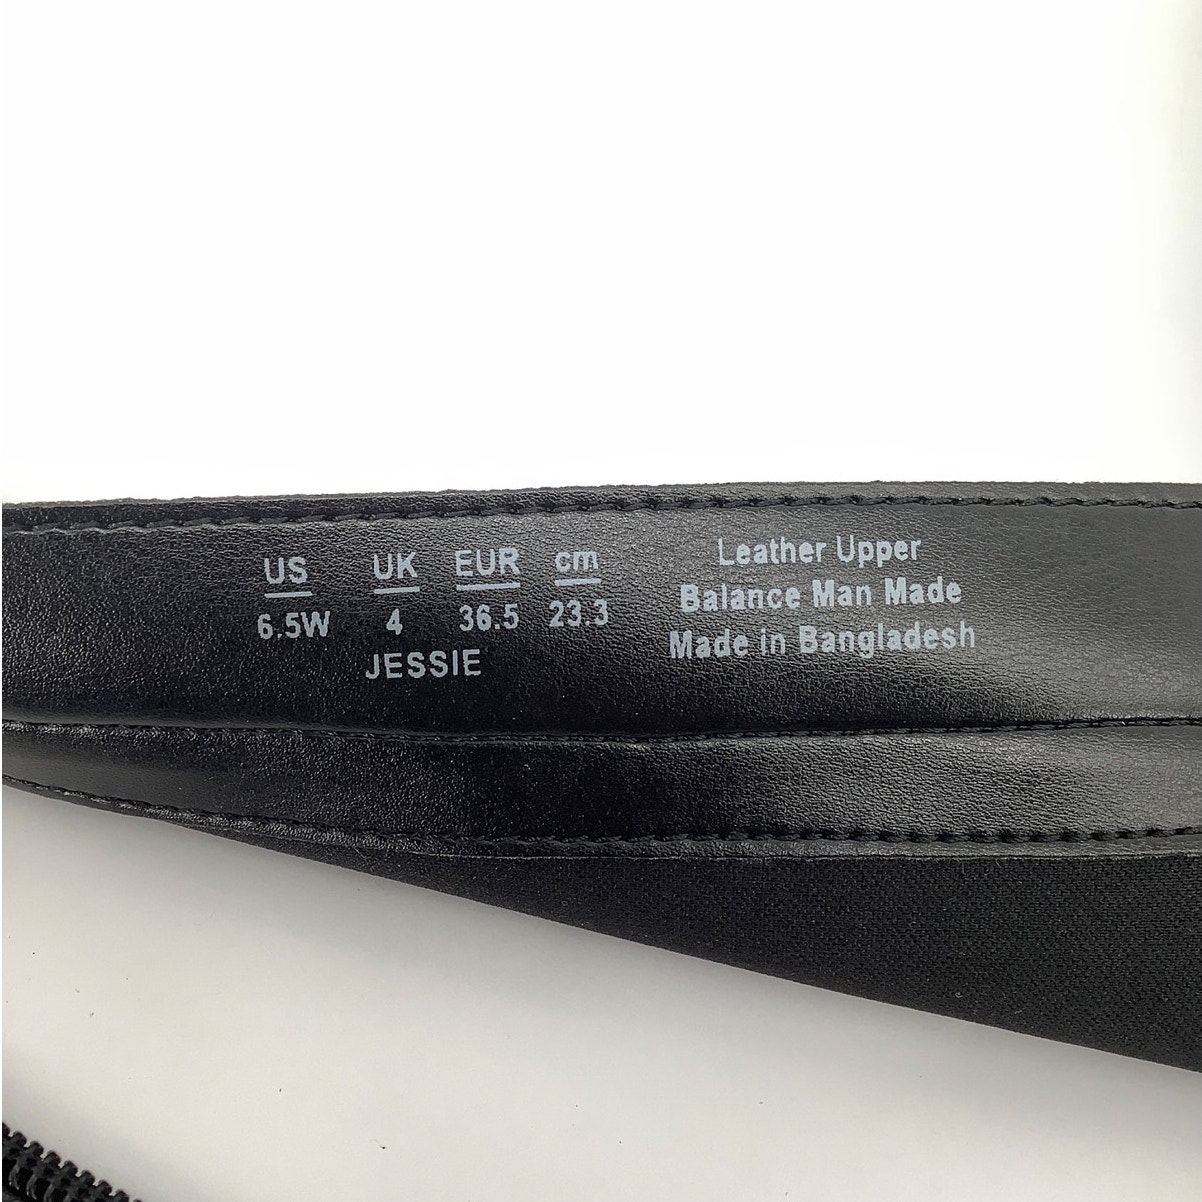 US UK EUR cm
6.5W 4 36.5 23.3
JESSIE
Leather Upper
Balance Man Made
Made in Bangladesh